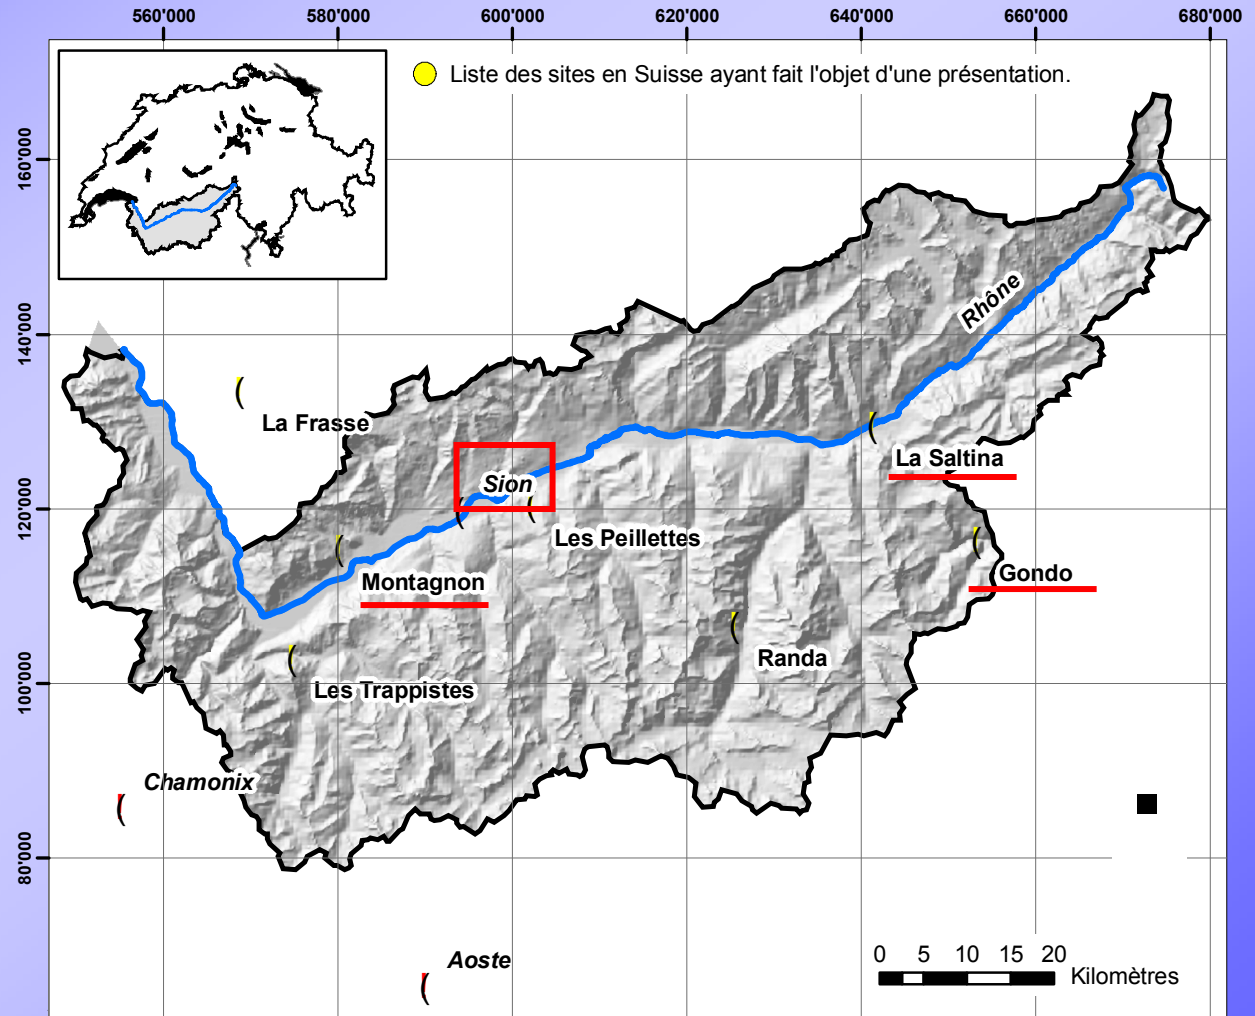 560'000 580'000 600'000 620'000 640'000 660'000 680'000
Liste des sites en Suisse ayant fait l'objet d'une présentation.
160'000
140'000
120'000
100'000
80'000
Rhône
La Frasse
La Saltina
Sion
Les Peillettes
Gondo
Montagnon
Randa
Les Trappistes
Chamonix
Aoste
0 5 10 15 20
Kilomètres